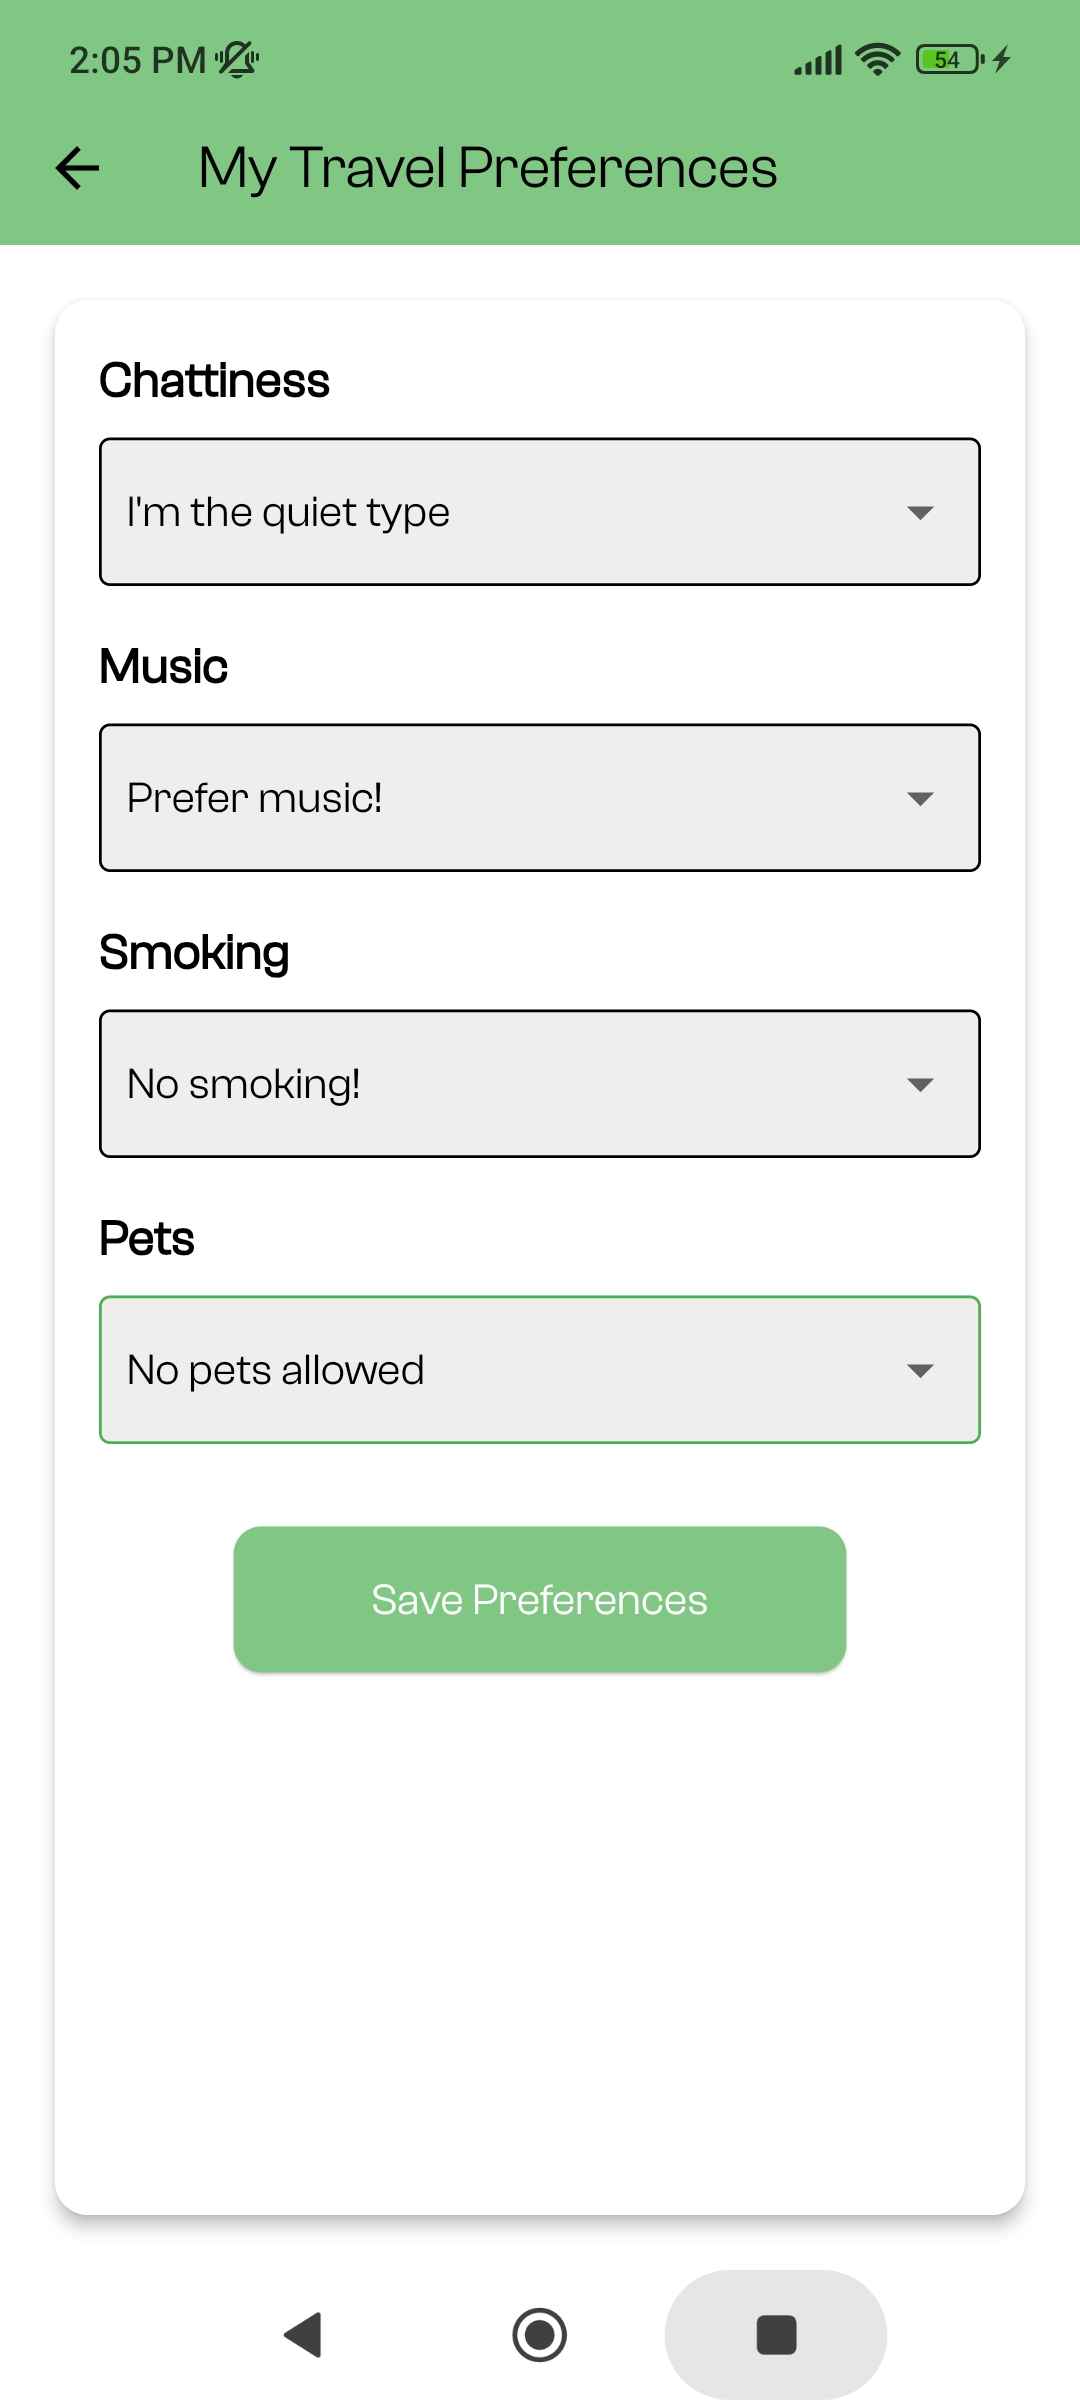 2:05 PM
54
My Travel Preferences
Chattiness
I'm the quiet type
Music
Prefer music!
Smoking
No smoking!
Pets
No pets allowed
Save Preferences